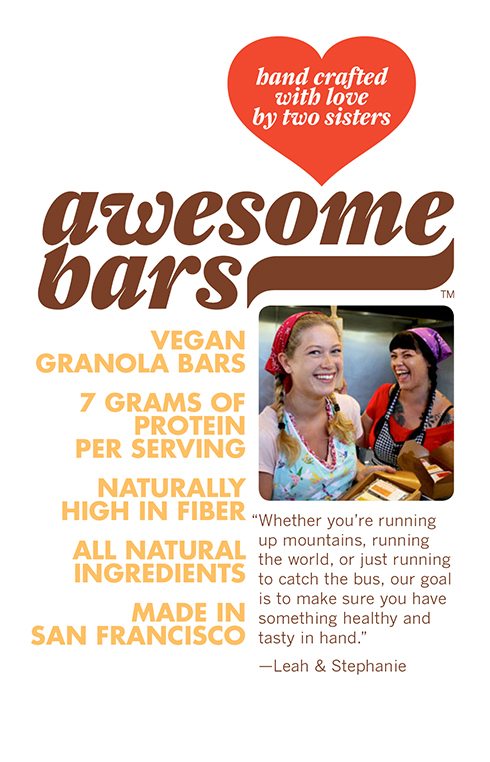 hand crafted
with love
by two sisters
awesome
bars
TM
VEGAN
GRANOLA BARS
7 GRAMS OF
PROTEIN
PER SERVING
NATURALLY
HIGH IN FIBER
ALL NATURAL
INGREDIENTS
MADE IN
SAN FRANCISCO
“Whether you’re running
up mountains, running
the world, or just running
to catch the bus, our goal
is to make sure you have
something healthy and
tasty in hand.”
—Leah & Stephanie